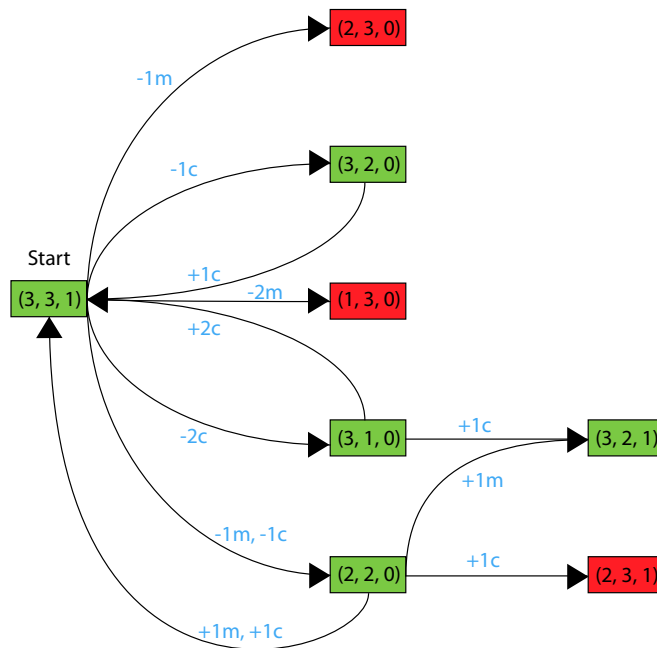 (2, 3, 0)
-1m
-1c
(3, 2, 0)
Start
+1c
(3, 3, 1)
-2m
(1, 3, 0)
+2c
-2c
(3, 1, 0)
+1c
(3, 2, 1)
+1m
-1m, -1c
(2, 2, 0)
+1c
(2, 3, 1)
+1m, +1c